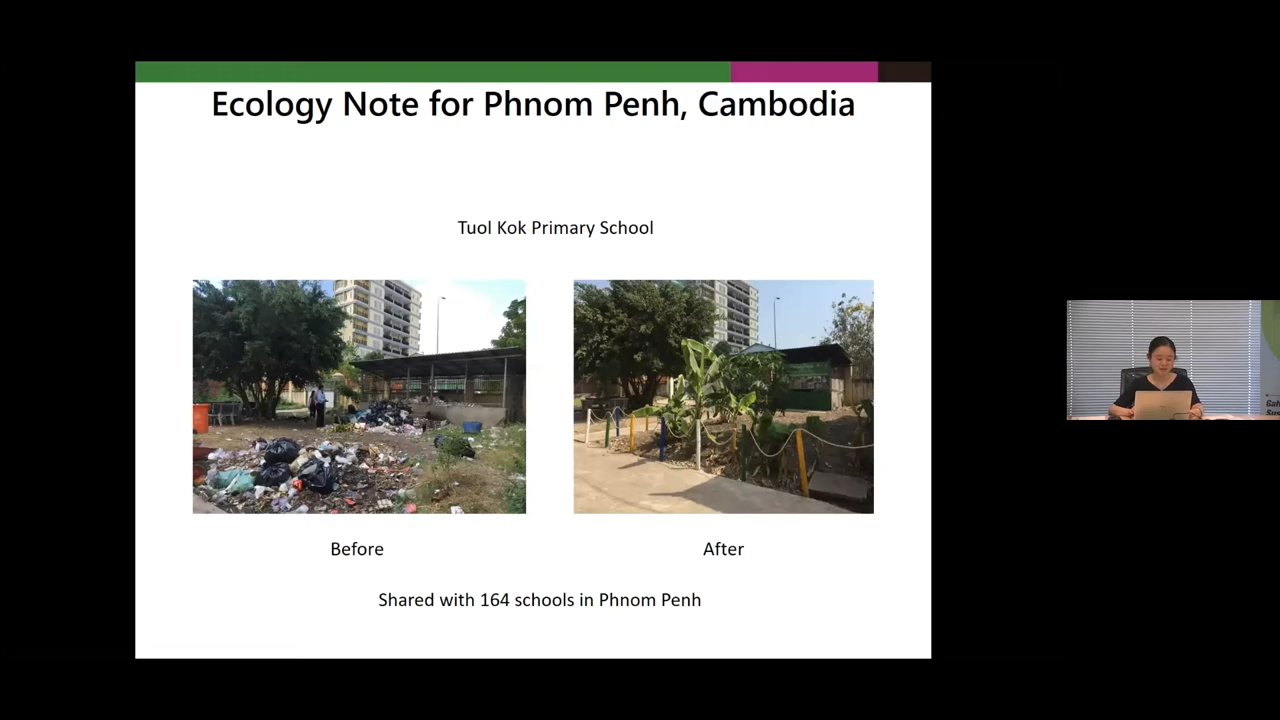 Ecology Note for Phnom Penh, Cambodia
Tuol Kok Primary School
Before
After
Shared with 164 schools in Phnom Penh